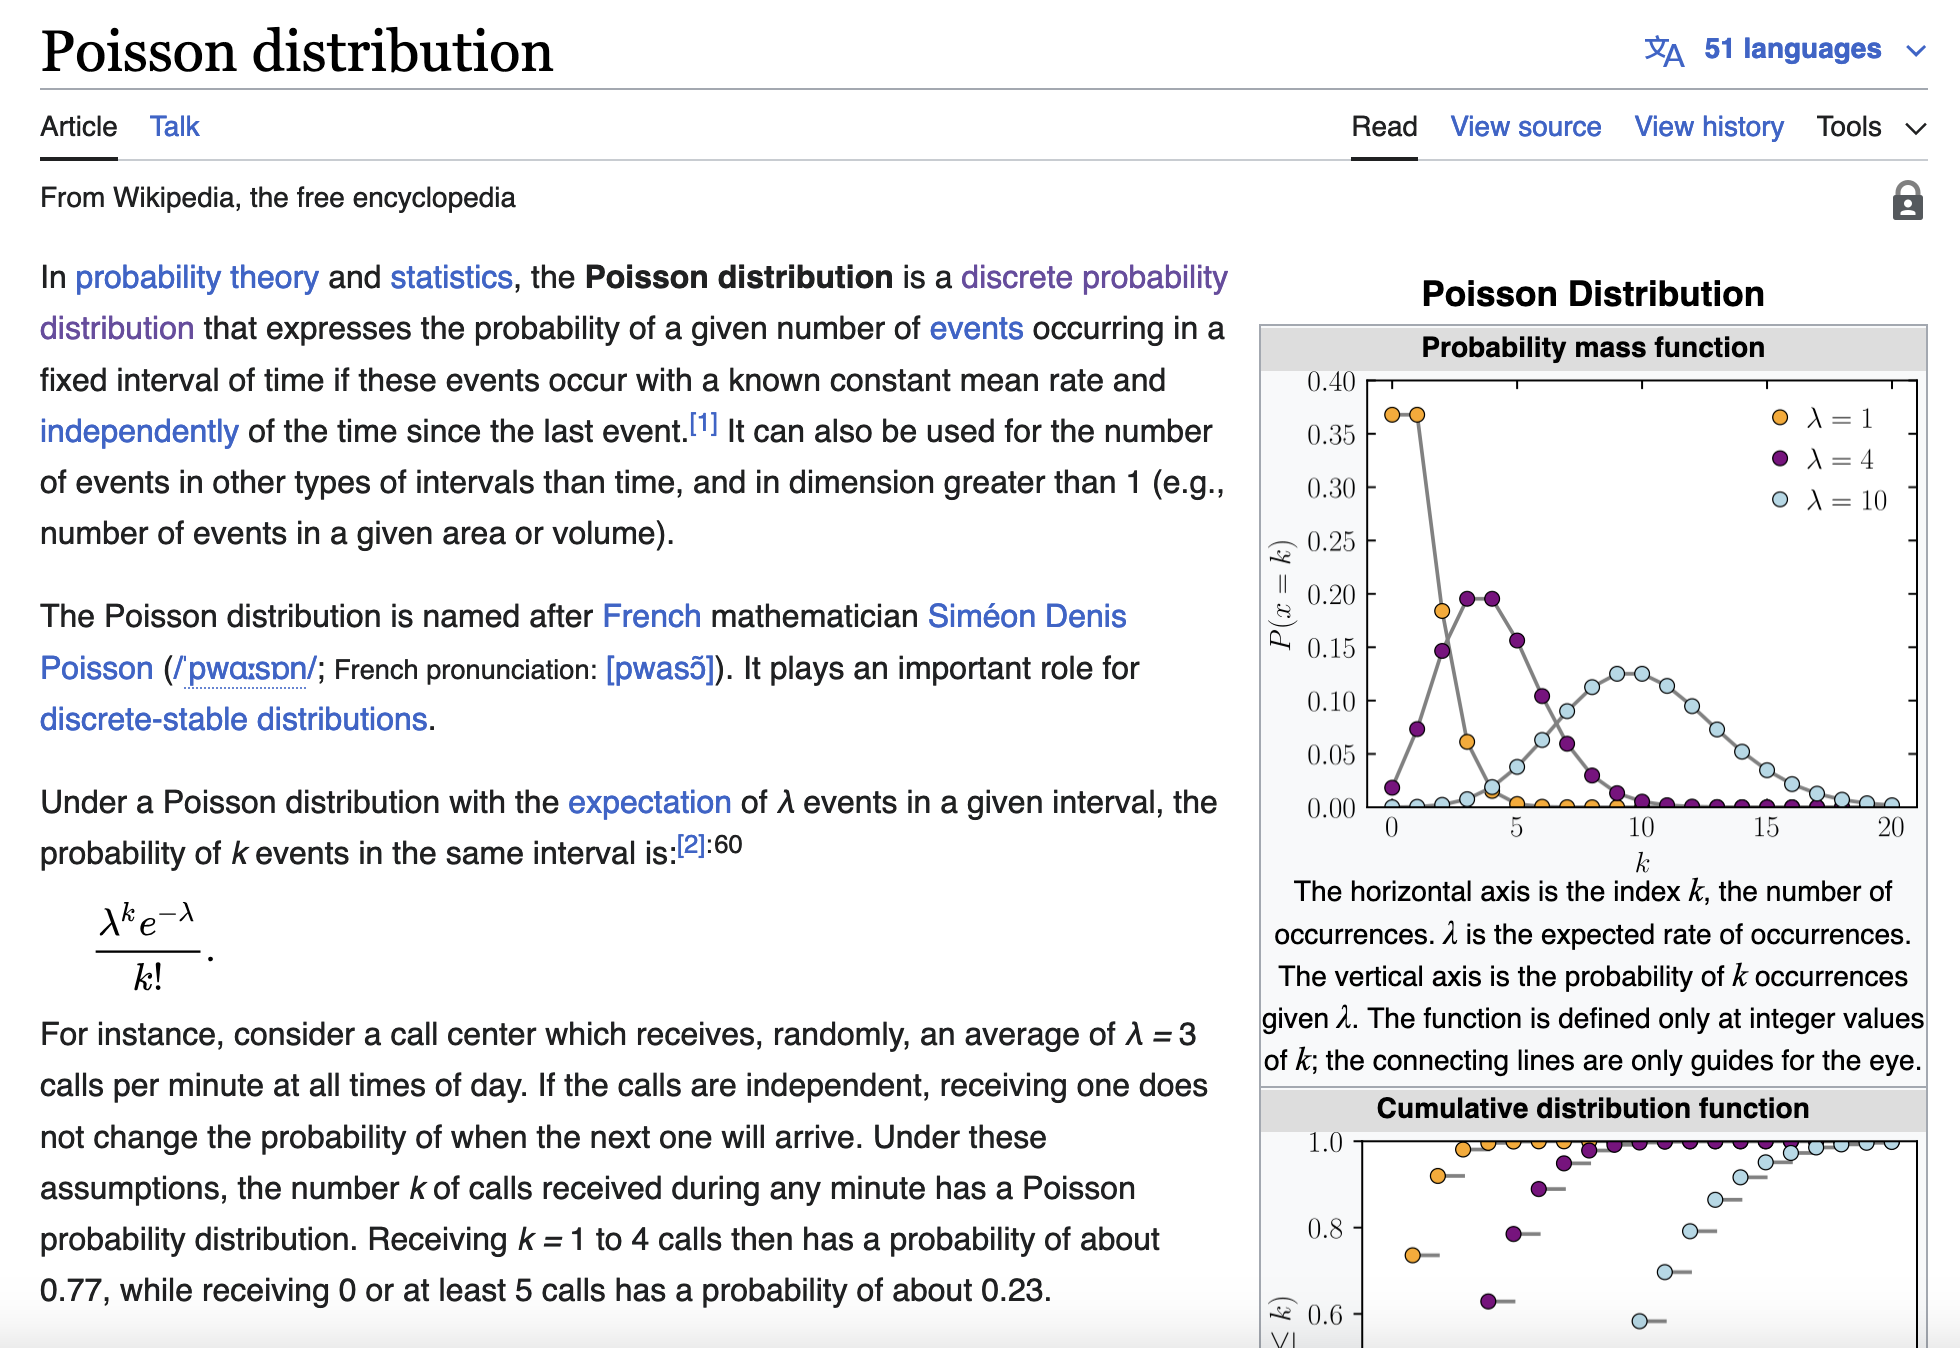 Poisson distribution
文A 51 languages
Article Talk
Read View source View history Tools
From Wikipedia, the free encyclopedia
In probability theory and statistics, the Poisson distribution is a discrete probability
distribution that expresses the probability of a given number of events occurring in a
fixed interval of time if these events occur with a known constant mean rate and
independently of the time since the last event.[1] It can also be used for the number
of events in other types of intervals than time, and in dimension greater than 1 (e.g.,
number of events in a given area or volume).
The Poisson distribution is named after French mathematician Siméon Denis
Poisson (/ˈpwɑːsɒn/; French pronunciation: [pwasɔ̃]). It plays an important role for
discrete-stable distributions.
Under a Poisson distribution with the expectation of λ events in a given interval, the
probability of k events in the same interval is:[2]:60
λ^k e^−λ
k! .
For instance, consider a call center which receives, randomly, an average of λ = 3
calls per minute at all times of day. If the calls are independent, receiving one does
not change the probability of when the next one will arrive. Under these
assumptions, the number k of calls received during any minute has a Poisson
probability distribution. Receiving k = 1 to 4 calls then has a probability of about
0.77, while receiving 0 or at least 5 calls has a probability of about 0.23.
Poisson Distribution
Probability mass function
0.40
0.35
0.30
0.25
0.20
0.15
0.10
0.05
0.00
P(x = k)
λ = 1
λ = 4
λ = 10
0 5 10 15 20
k
The horizontal axis is the index k, the number of
occurrences. λ is the expected rate of occurrences.
The vertical axis is the probability of k occurrences
given λ. The function is defined only at integer values
of k; the connecting lines are only guides for the eye.
Cumulative distribution function
1.0
0.8
0.6
≤ k)